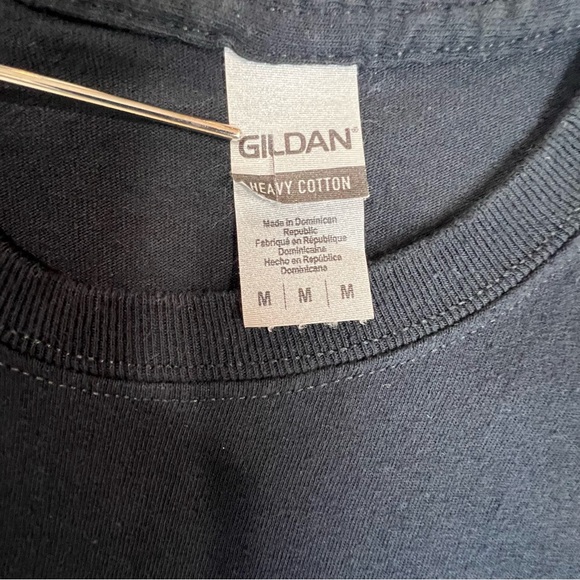 GILDAN®
HEAVY COTTON
Made in Dominican
Republic
Fabriqué en République
Dominicaine
Hecho en República
Dominicana
M | M | M